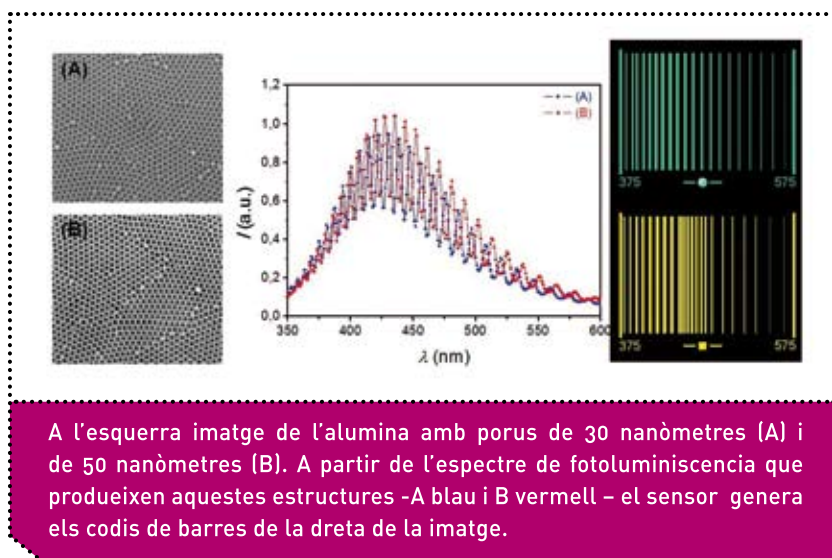 (A)
(B)
1,2
1,0
0,8
0,6
0,4
0,2
0,0
I (a.u.)
350 400 450 500 550 600
λ (nm)
(A)
(B)
375 575
375 575
A l'esquerra imatge de l'alumina amb porus de 30 nanòmetres (A) i
de 50 nanòmetres (B). A partir de l'espectre de fotoluminiscencia que
produeixen aquestes estructures -A blau i B vermell – el sensor genera
els codis de barres de la dreta de la imatge.